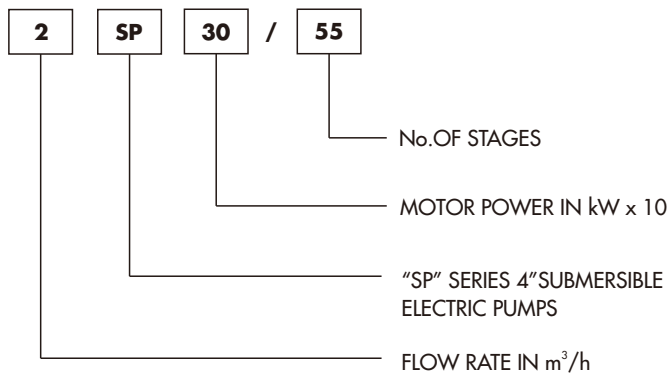 2 SP 30 / 55
No.OF STAGES
MOTOR POWER IN kW x 10
“SP” SERIES 4”SUBMERSIBLE
ELECTRIC PUMPS
FLOW RATE IN m³/h